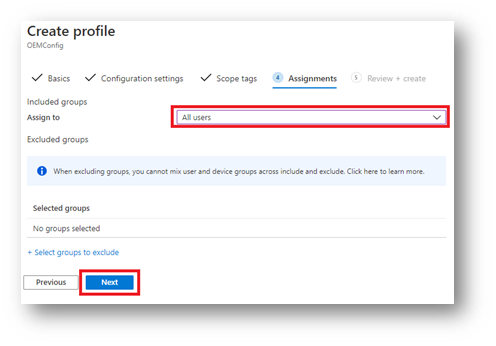 Create profile
OEMConfig
Basics Configuration settings Scope tags 4 Assignments 5 Review + create
Included groups
Assign to All users
Excluded groups
When excluding groups, you cannot mix user and device groups across include and exclude. Click here to learn more.
Selected groups
No groups selected
+ Select groups to exclude
Previous Next